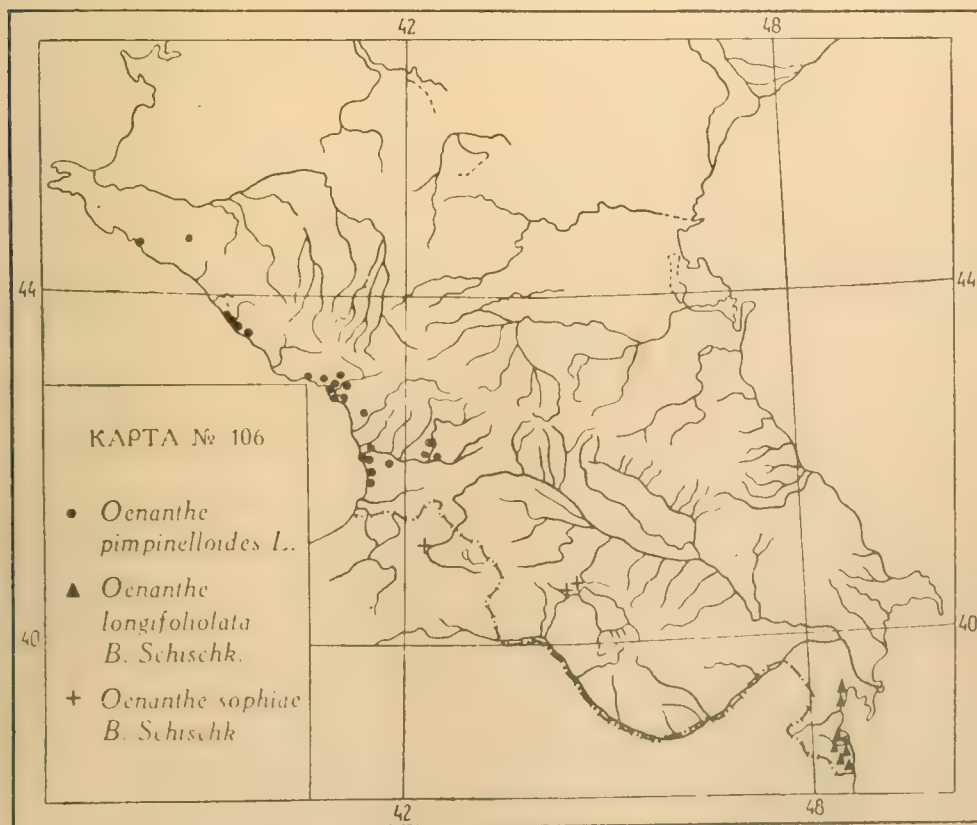 42 48
44 44
КАРТА № 106
Oenanthe
pimpinelloides L.
Oenanthe
longifoliolata
B. Schischk.
Oenanthe sophiae
B. Schischk
40 40
42 48